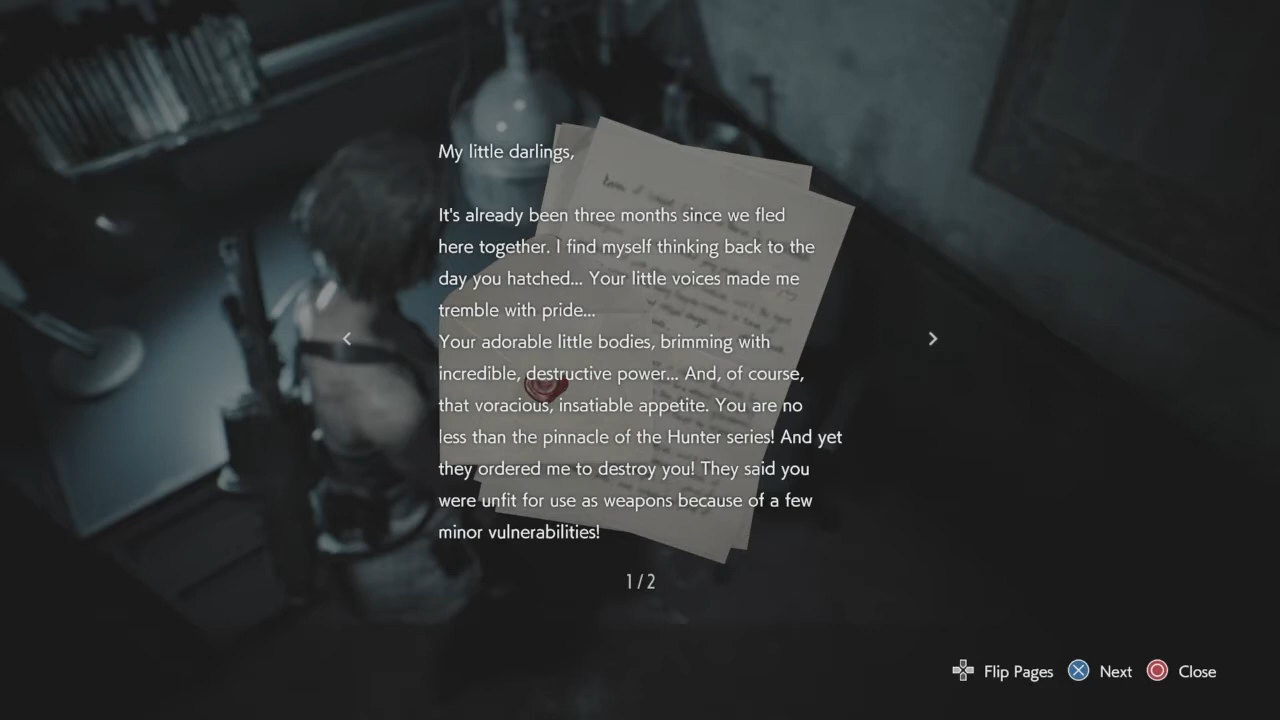 My little darlings,
It's already been three months since we fled
here together. I find myself thinking back to the
day you hatched... Your little voices made me
tremble with pride...
Your adorable little bodies, brimming with
incredible, destructive power... And, of course,
that voracious, insatiable appetite. You are no
less than the pinnacle of the Hunter series! And yet
they ordered me to destroy you! They said you
were unfit for use as weapons because of a few
minor vulnerabilities!
1 / 2
Flip Pages Next Close